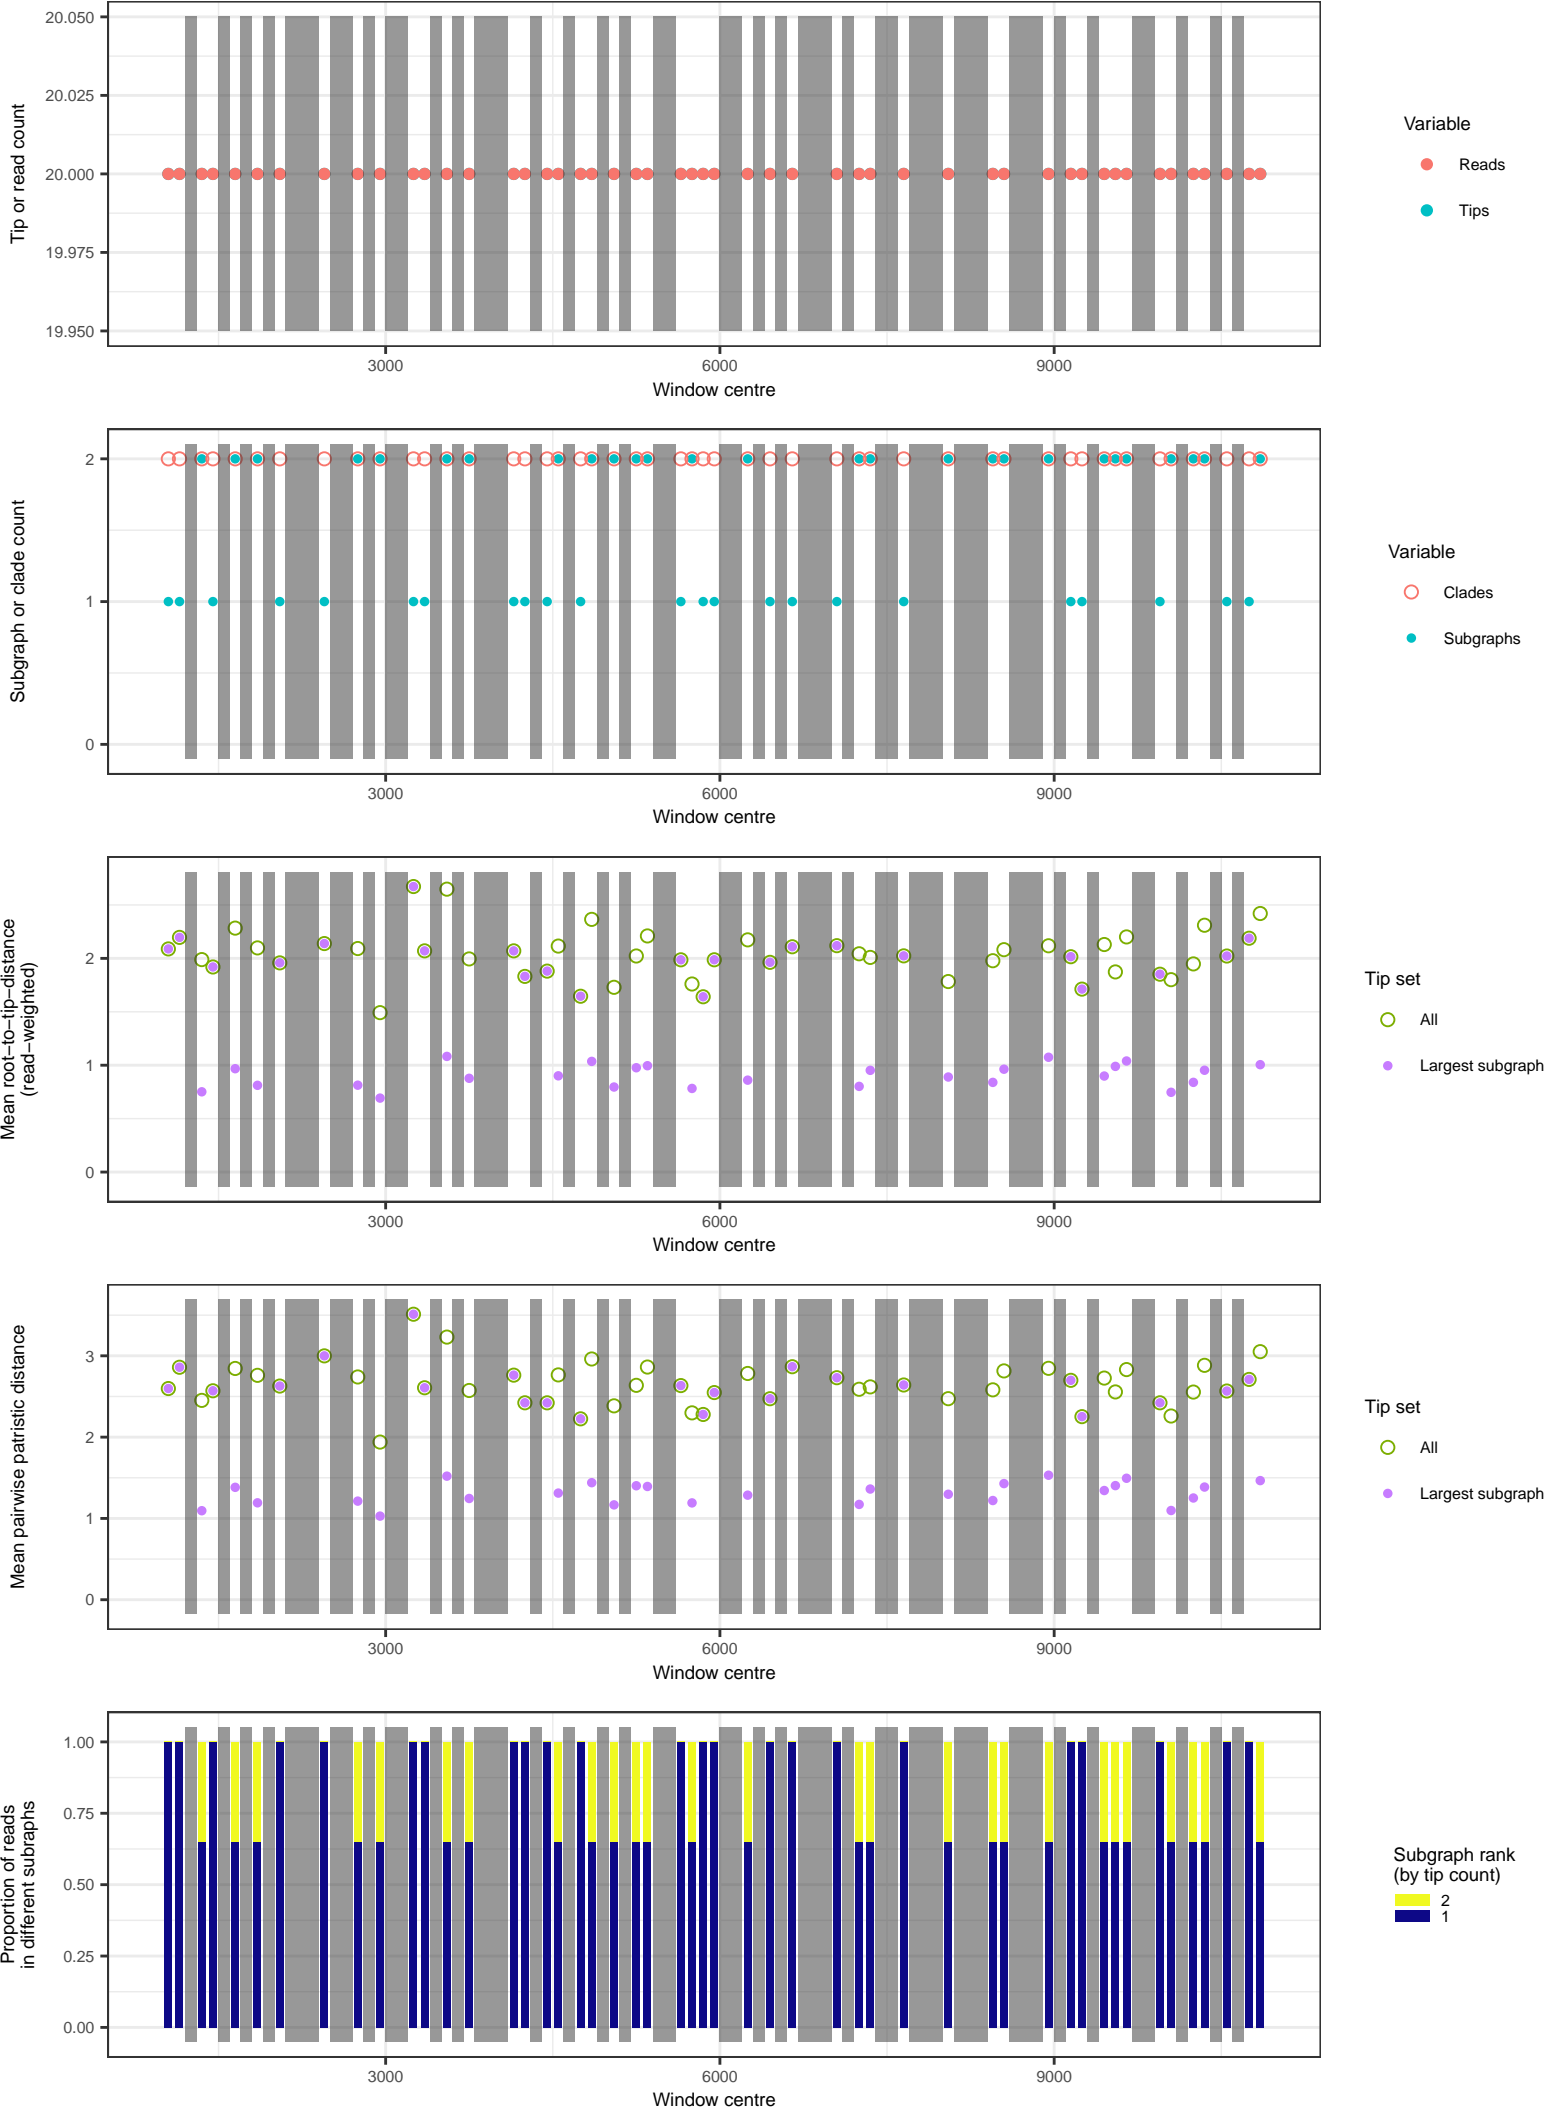 20.050
20.025
20.000
19.975
19.950
Tip or read count
3000
6000
9000
Window centre
Variable
Reads
Tips
2
1
0
Subgraph or clade count
3000
6000
9000
Window centre
Variable
Clades
Subgraphs
2
1
0
Mean root−to−tip−distance
(read−weighted)
3000
6000
9000
Window centre
Tip set
All
Largest subgraph
3
2
1
0
Mean pairwise patristic distance
3000
6000
9000
Window centre
Tip set
All
Largest subgraph
1.00
0.75
0.50
0.25
0.00
Proportion of reads
in different subraphs
3000
6000
9000
Window centre
Subgraph rank
(by tip count)
2
1